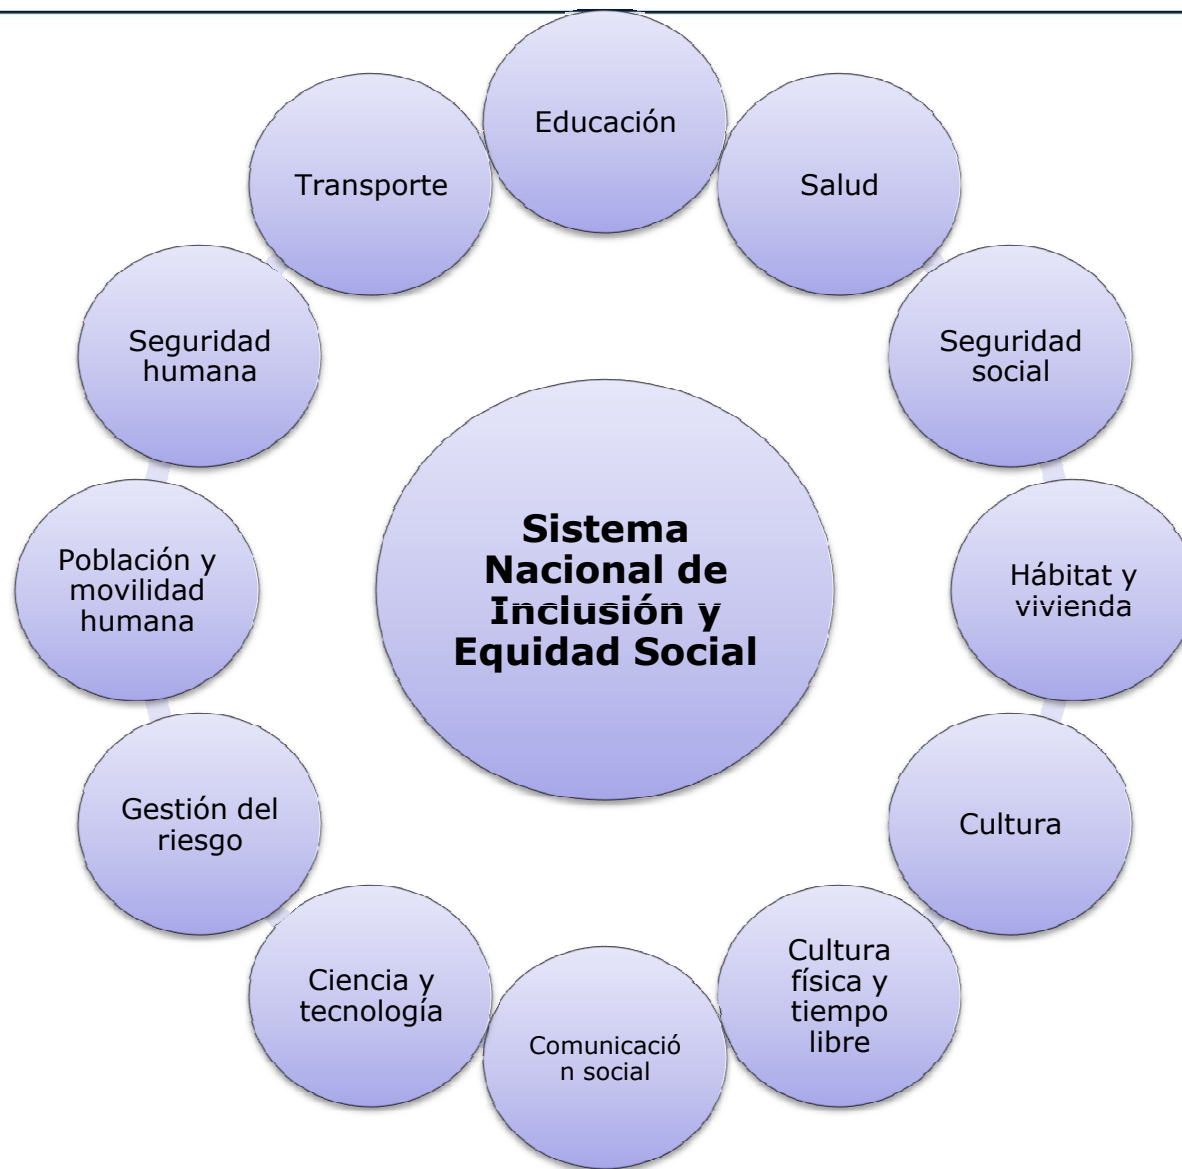 Educación
Salud
Seguridad
social
Hábitat y
vivienda
Cultura
Cultura
física y
tiempo
libre
Comunicació
n social
Ciencia y
tecnología
Gestión del
riesgo
Población y
movilidad
humana
Seguridad
humana
Transporte
Sistema
Nacional de
Inclusión y
Equidad Social